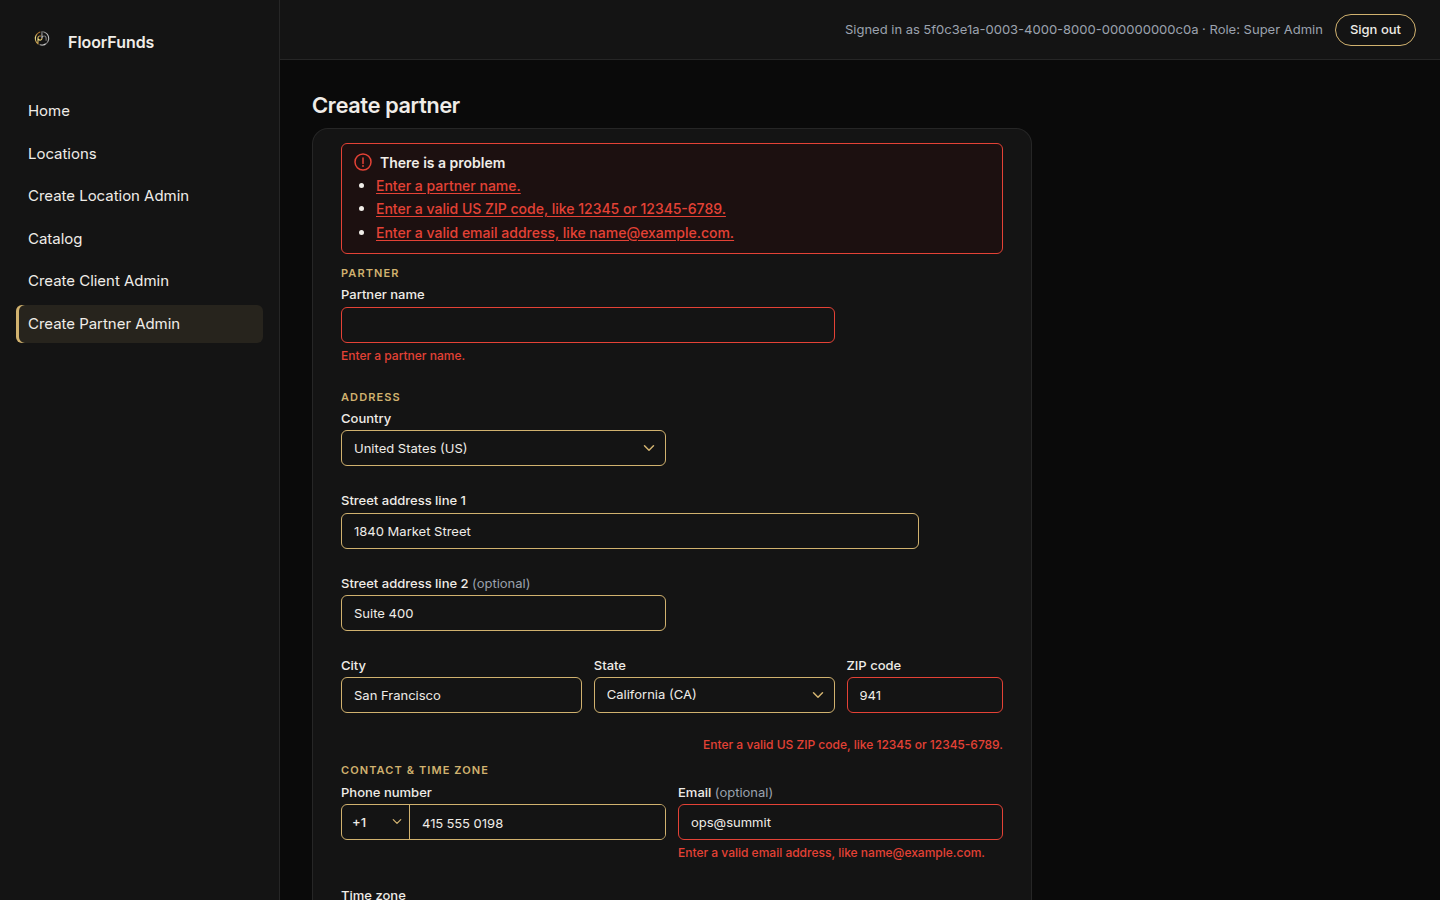 FloorFunds
Signed in as 5f0c3e1a-0003-4000-8000-000000000c0a · Role: Super Admin
Sign out
Home
Locations
Create Location Admin
Catalog
Create Client Admin
Create Partner Admin
Create partner
There is a problem
Enter a partner name.
Enter a valid US ZIP code, like 12345 or 12345-6789.
Enter a valid email address, like name@example.com.
PARTNER
Partner name
Enter a partner name.
ADDRESS
Country
United States (US)
Street address line 1
1840 Market Street
Street address line 2 (optional)
Suite 400
City
State
ZIP code
San Francisco
California (CA)
941
Enter a valid US ZIP code, like 12345 or 12345-6789.
CONTACT & TIME ZONE
Phone number
Email (optional)
+1
415 555 0198
ops@summit
Enter a valid email address, like name@example.com.
Time zone